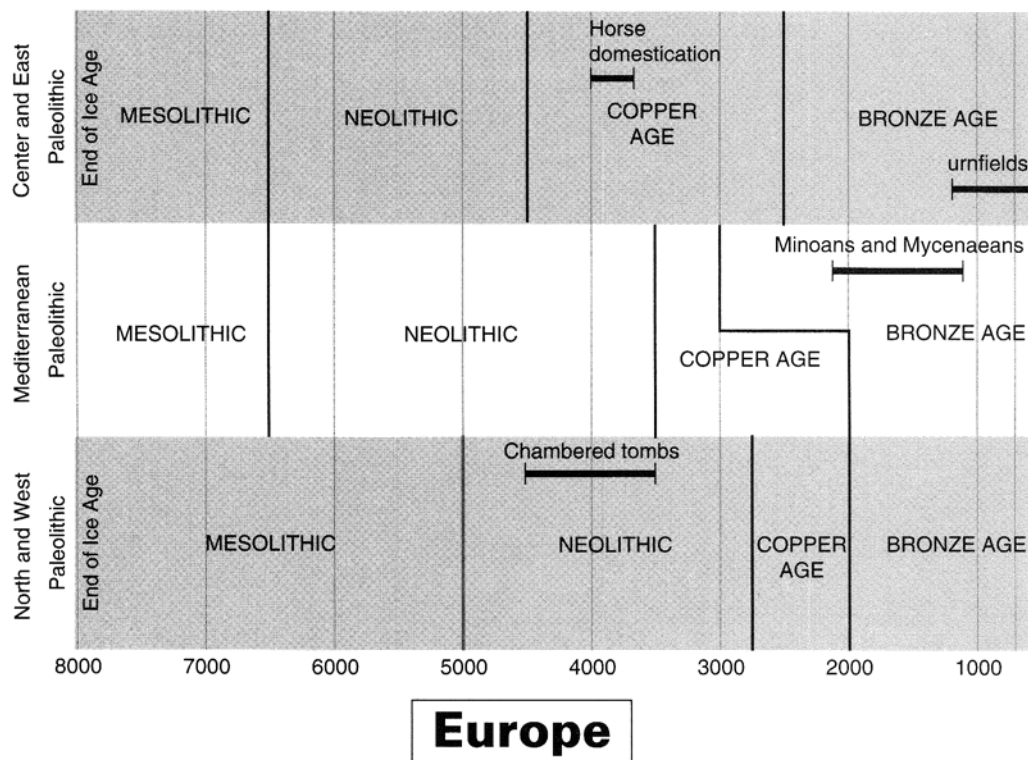 Center and East
Paleolithic
End of Ice Age
MESOLITHIC
NEOLITHIC
Horse
domestication
COPPER
AGE
BRONZE AGE
urnfields
Mediterranean
Paleolithic
MESOLITHIC
NEOLITHIC
COPPER AGE
Minoans and Mycenaeans
BRONZE AGE
North and West
Paleolithic
End of Ice Age
MESOLITHIC
Chambered tombs
NEOLITHIC
COPPER
AGE
BRONZE AGE
8000 7000 6000 5000 4000 3000 2000 1000
Europe